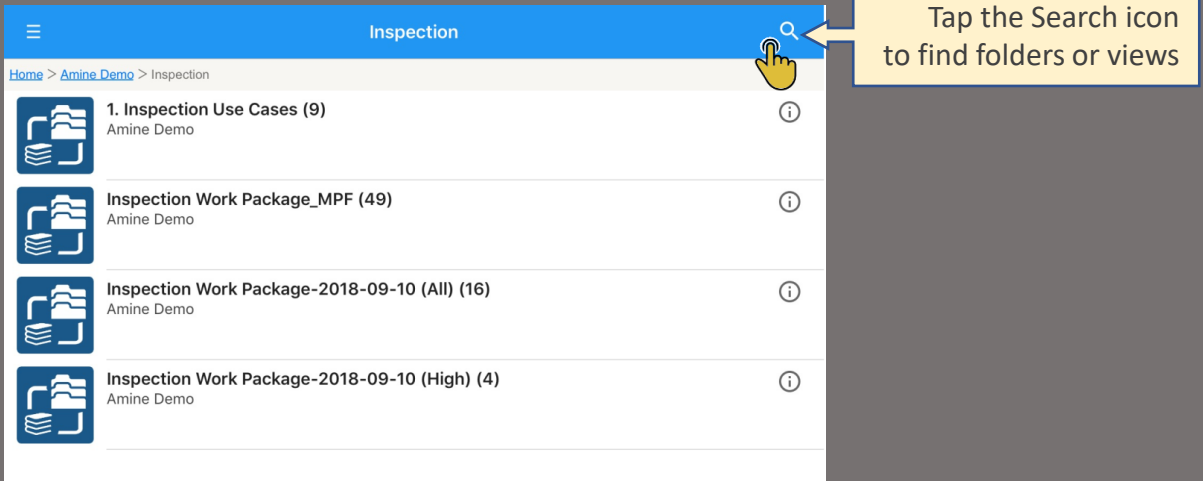 Inspection
Tap the Search icon
to find folders or views
Home > Amine Demo > Inspection
1. Inspection Use Cases (9)
Amine Demo
Inspection Work Package_MPF (49)
Amine Demo
Inspection Work Package-2018-09-10 (All) (16)
Amine Demo
Inspection Work Package-2018-09-10 (High) (4)
Amine Demo